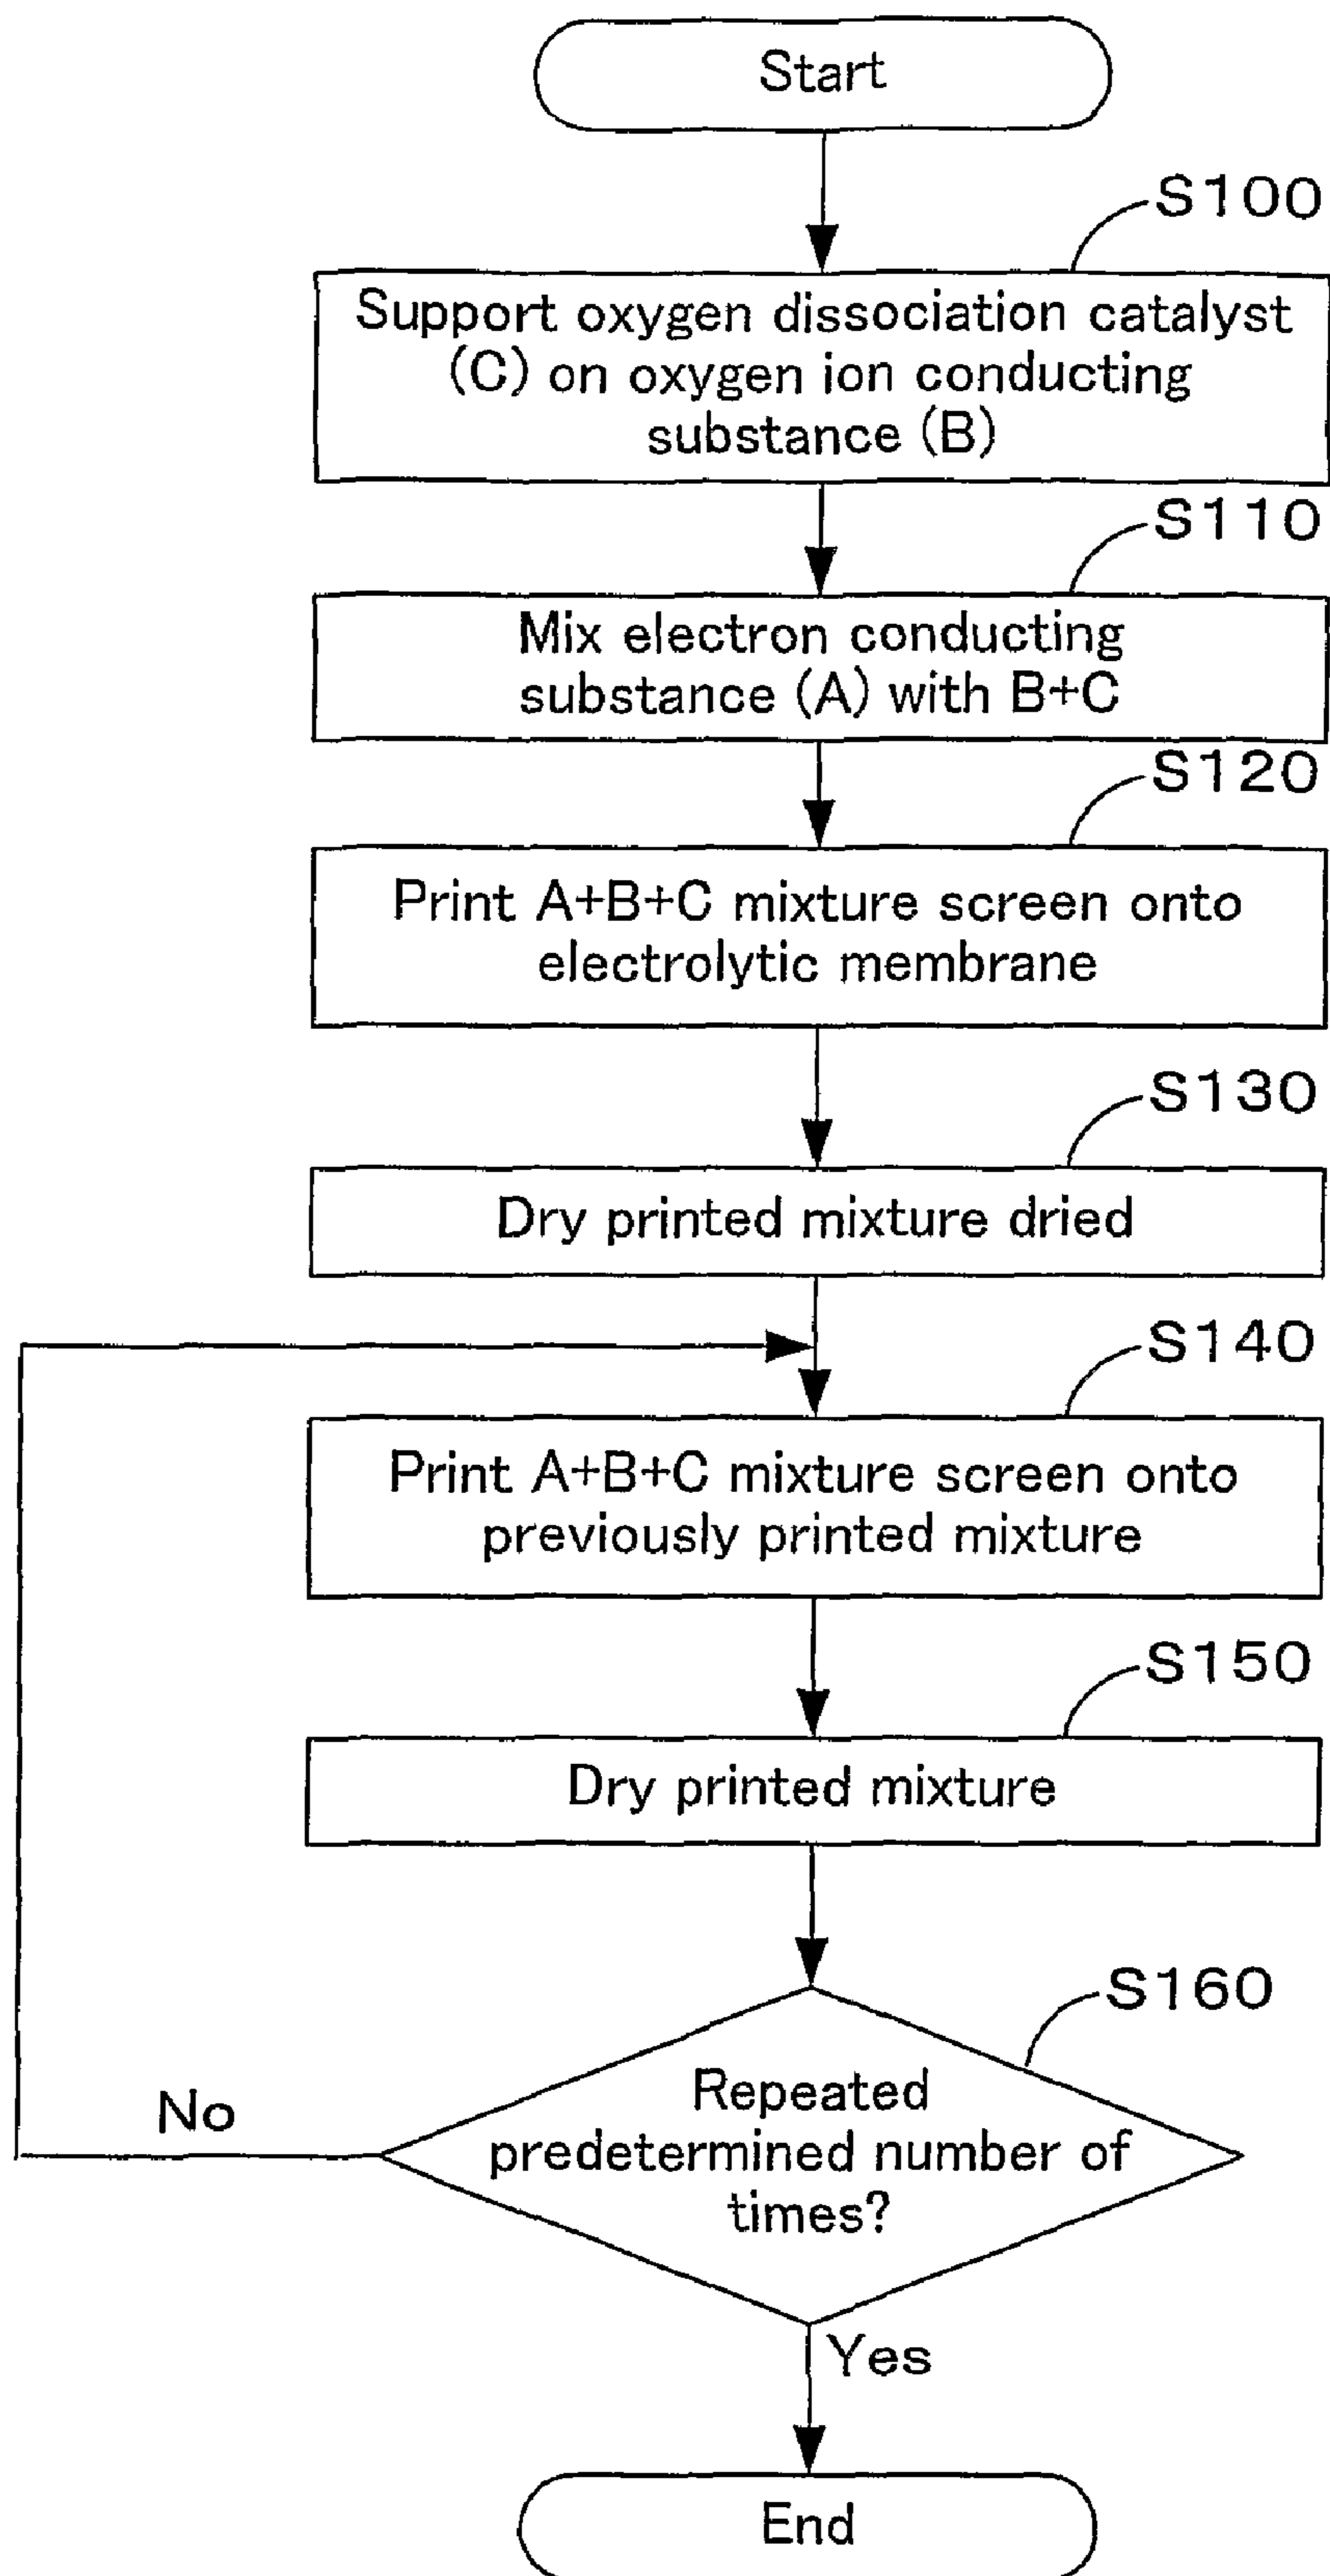 Start
S100
Support oxygen dissociation catalyst
(C) on oxygen ion conducting
substance (B)
S110
Mix electron conducting
substance (A) with B+C
S120
Print A+B+C mixture screen onto
electrolytic membrane
S130
Dry printed mixture dried
S140
Print A+B+C mixture screen onto
previously printed mixture
S150
Dry printed mixture
S160
Repeated
predetermined number of
times?
No
Yes
End